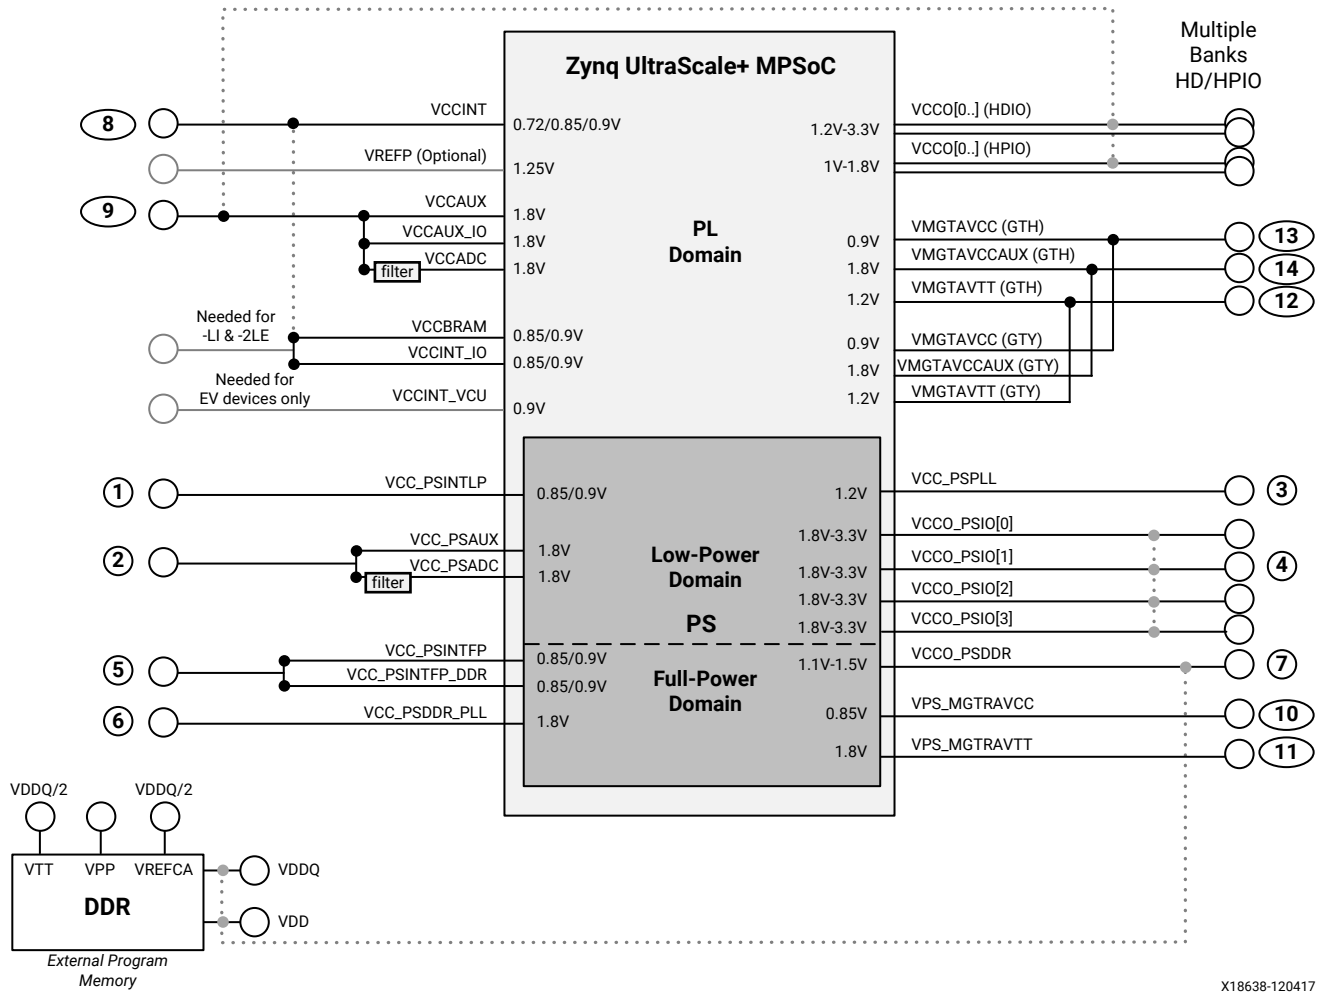 Multiple
Banks
HD/HPIO
Zynq UltraScale+ MPSoC
8
VCCINT
0.72/0.85/0.9V
VREFP (Optional)
1.25V
9
VCCAUX
1.8V
VCCAUX_IO
1.8V
VCCADC
filter
1.8V
Needed for
-LI & -2LE
VCCBRAM
0.85/0.9V
VCCINT_IO
0.85/0.9V
Needed for
EV devices only
VCCINT_VCU
0.9V
PL
Domain
1.2V-3.3V
VCCO[0..] (HDIO)
1V-1.8V
VCCO[0..] (HPIO)
0.9V
VMGTAVCC (GTH)
13
1.8V
VMGTAVCCAUX (GTH)
14
1.2V
VMGTAVTT (GTH)
12
0.9V
VMGTAVCC (GTY)
1.8V
VMGTAVCCAUX (GTY)
1.2V
VMGTAVTT (GTY)
1
VCC_PSINTLP
0.85/0.9V
2
VCC_PSAUX
1.8V
VCC_PSADC
filter
1.8V
Low-Power
Domain
PS
1.2V
VCC_PSPLL
3
1.8V-3.3V
VCCO_PSIO[0]
1.8V-3.3V
VCCO_PSIO[1]
4
1.8V-3.3V
VCCO_PSIO[2]
1.8V-3.3V
VCCO_PSIO[3]
5
VCC_PSINTFP
0.85/0.9V
VCC_PSINTFP_DDR
0.85/0.9V
6
VCC_PSDDR_PLL
1.8V
Full-Power
Domain
1.1V-1.5V
VCCO_PSDDR
7
0.85V
VPS_MGTRAVCC
10
1.8V
VPS_MGTRAVTT
11
VDDQ/2
VDDQ/2
VTT
VPP
VREFCA
VDDQ
DDR
VDD
External Program
Memory
X18638-120417